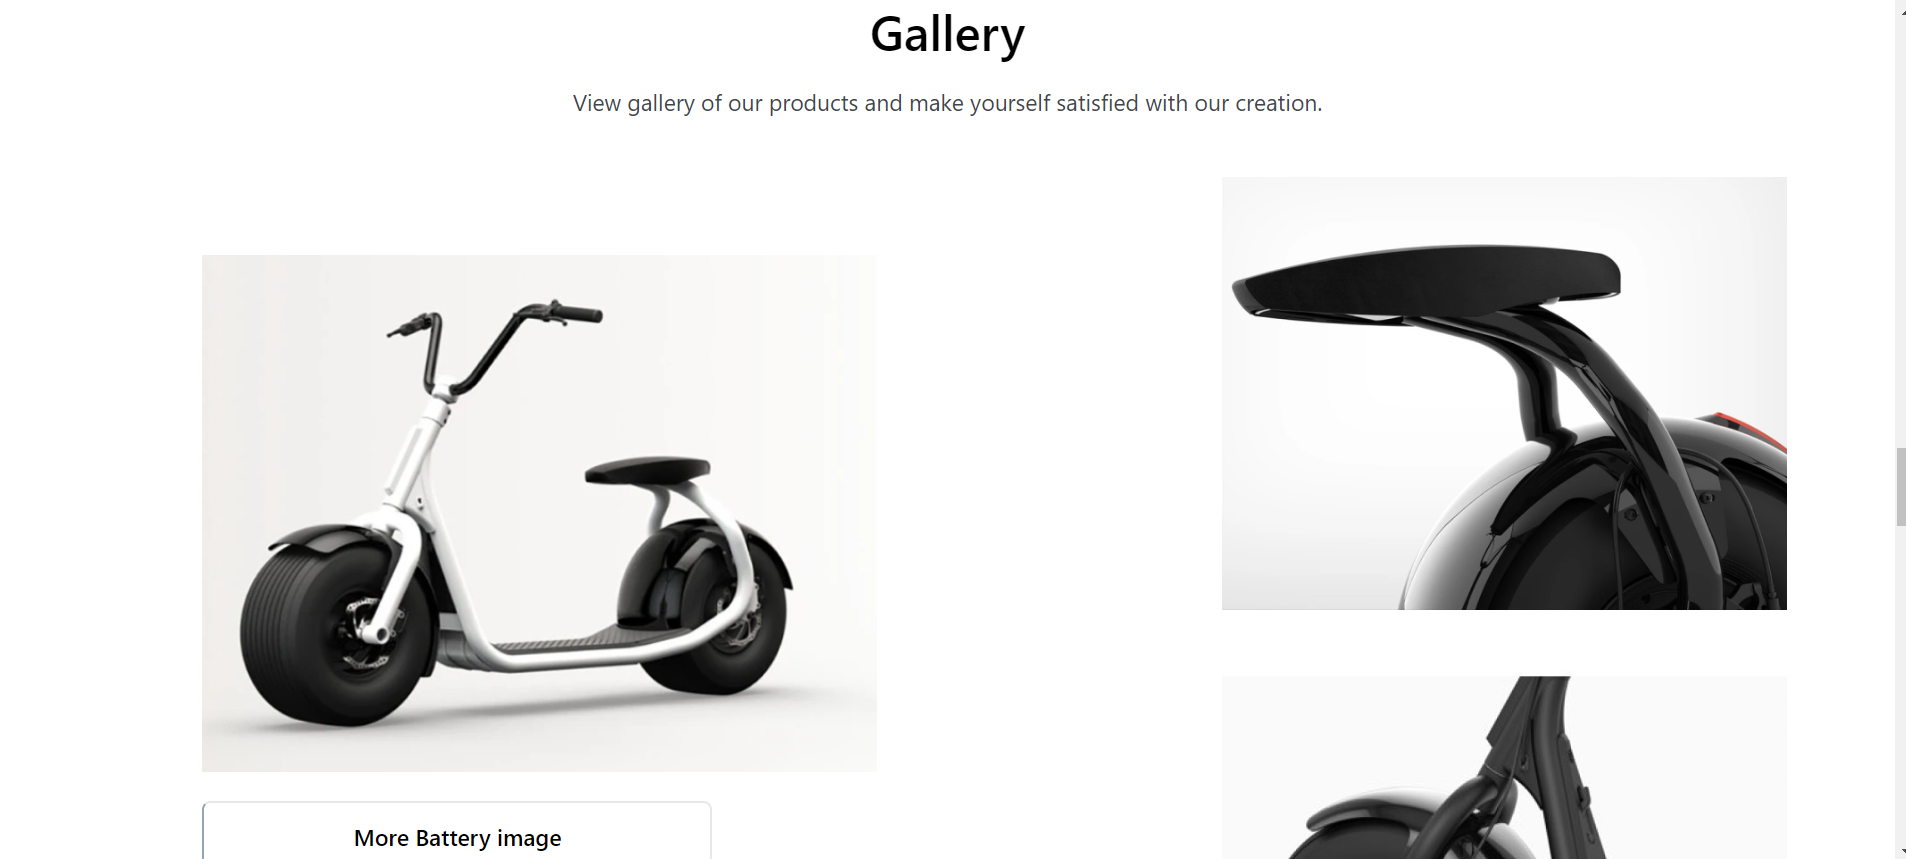 Gallery
View gallery of our products and make yourself satisfied with our creation.
More Battery image